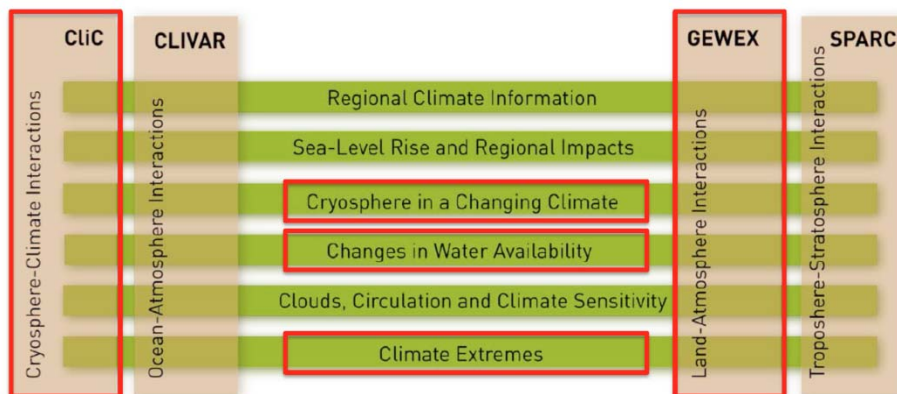 CliC
CLIVAR
GEWEX
SPARC
Cryosphere-Climate Interactions
Ocean-Atmosphere Interactions
Regional Climate Information
Sea-Level Rise and Regional Impacts
Cryosphere in a Changing Climate
Changes in Water Availability
Clouds, Circulation and Climate Sensitivity
Climate Extremes
Land-Atmosphere Interactions
Troposhere-Stratosphere Interactions